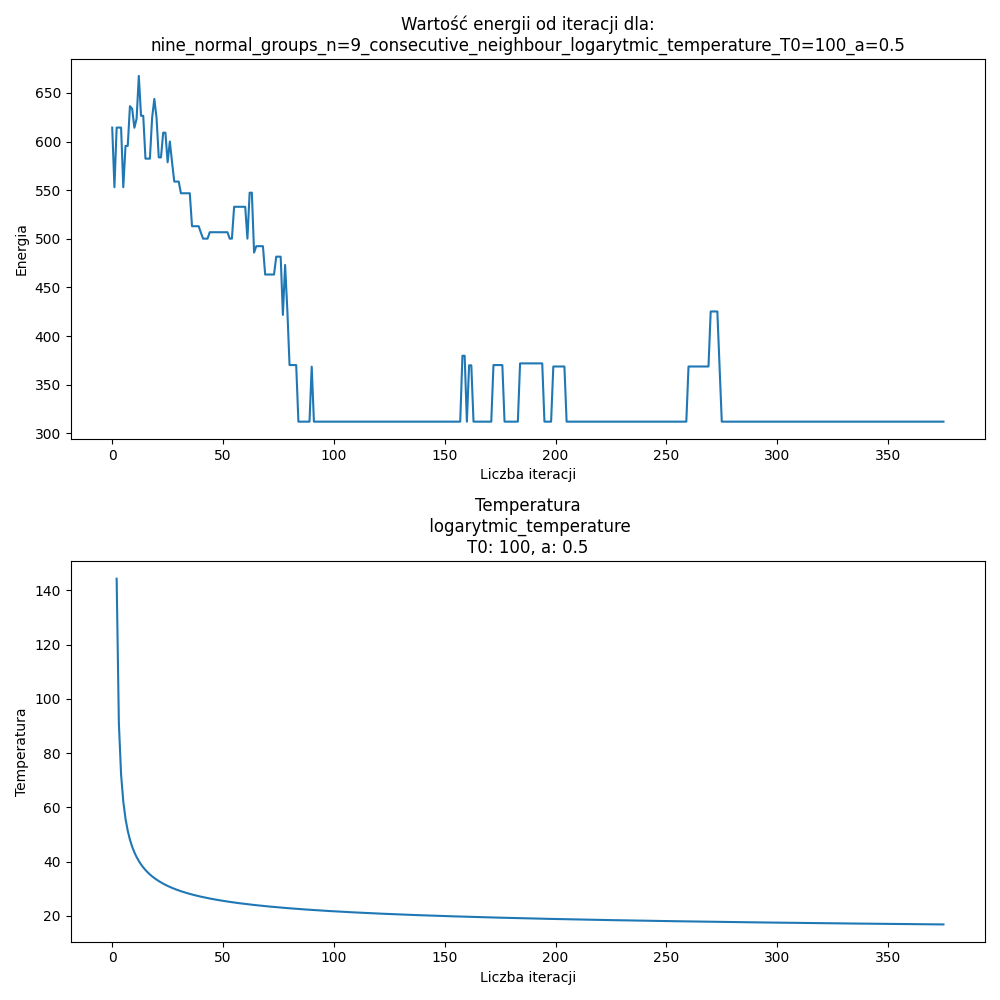 Wartość energii od iteracji dla:
nine_normal_groups_n=9_consecutive_neighbour_logarytmic_temperature_T0=100_a=0.5
650
600
550
500
450
400
350
300
Energia
0 50 100 150 200 250 300 350
Liczba iteracji
Temperatura
logarytmic_temperature
T0: 100, a: 0.5
140
120
100
80
60
40
20
Temperatura
0 50 100 150 200 250 300 350
Liczba iteracji